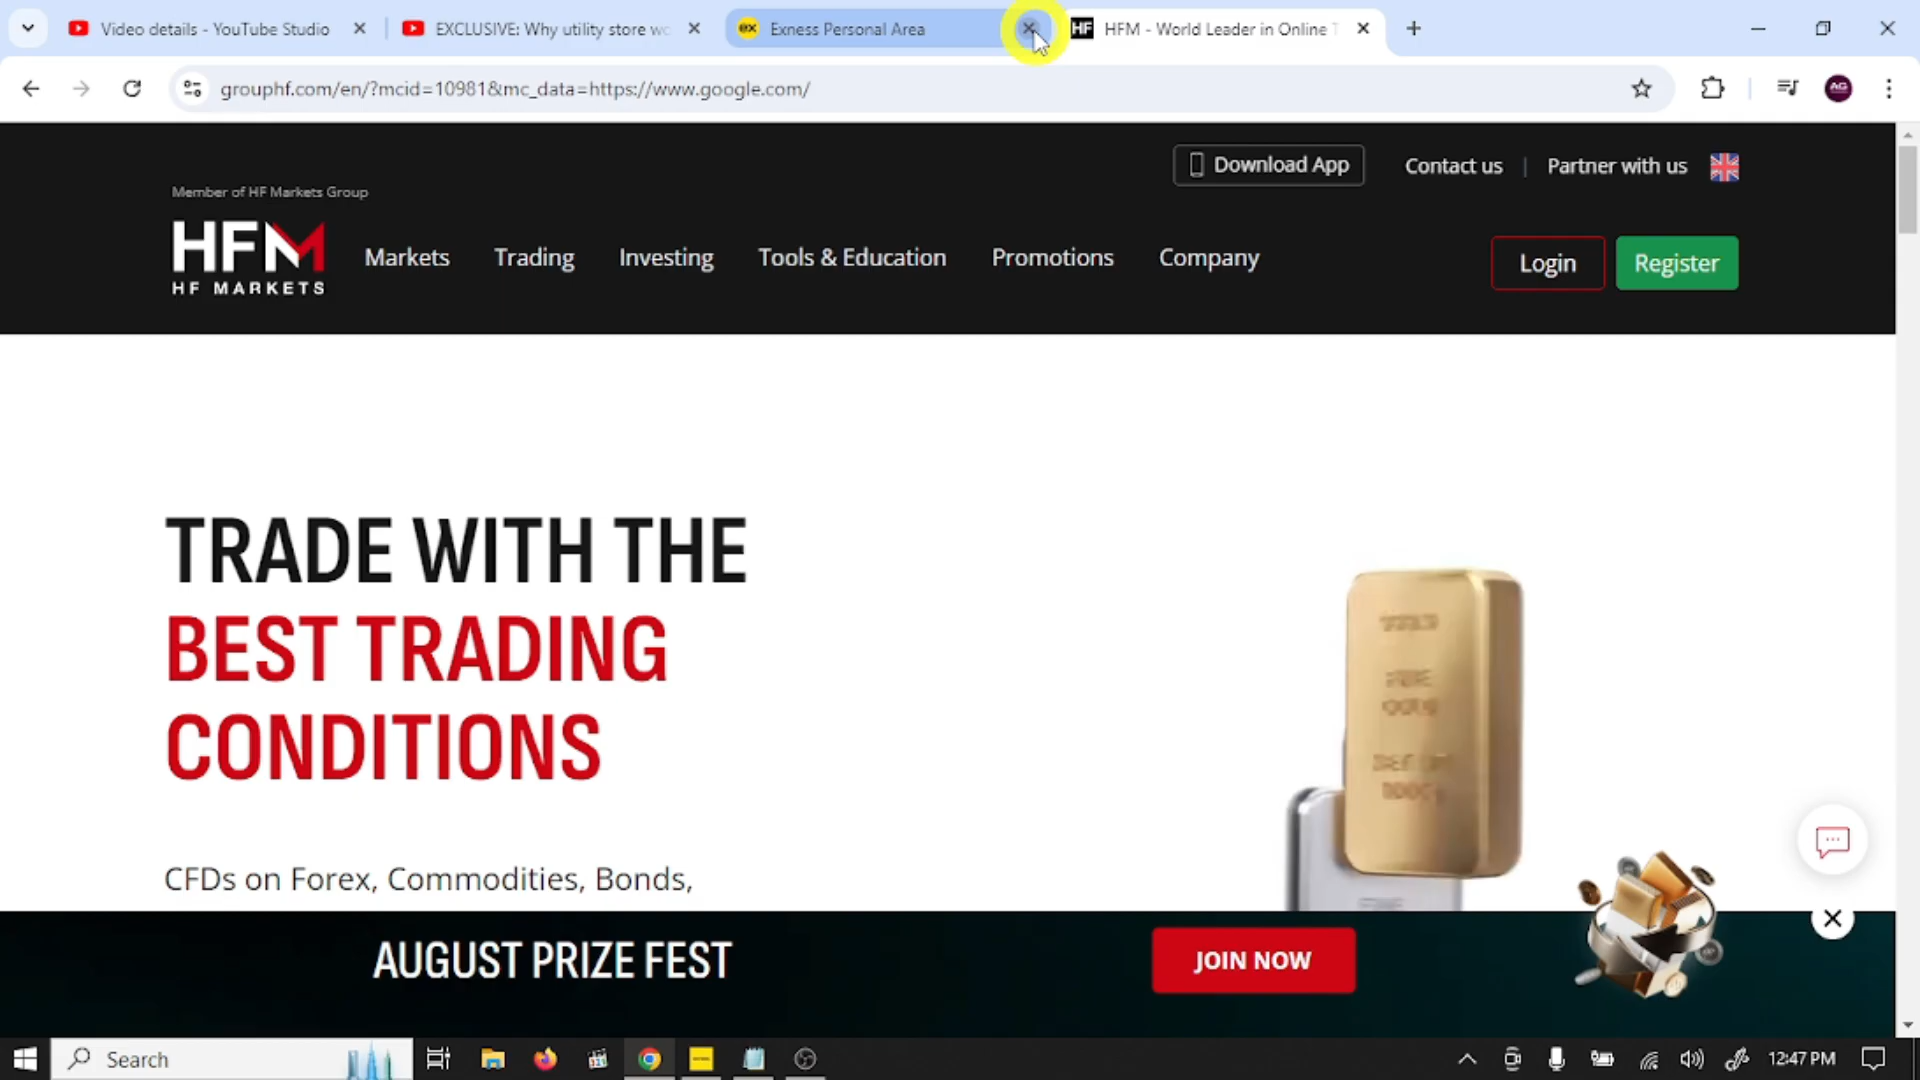 Video details - YouTube Studio
EXCLUSIVE: Why utility store wo
Exness Personal Area
HFM - World Leader in Online T
grouphf.com/en/?mcid=10981&mc_data=https://www.google.com/
AG
Download App
Contact us
Partner with us
Member of HF Markets Group
HFM
HF MARKETS
Markets
Trading
Investing
Tools & Education
Promotions
Company
Login
Register
TRADE WITH THE
BEST TRADING
CONDITIONS
CFDs on Forex, Commodities, Bonds,
AUGUST PRIZE FEST
JOIN NOW
Search
12:47 PM